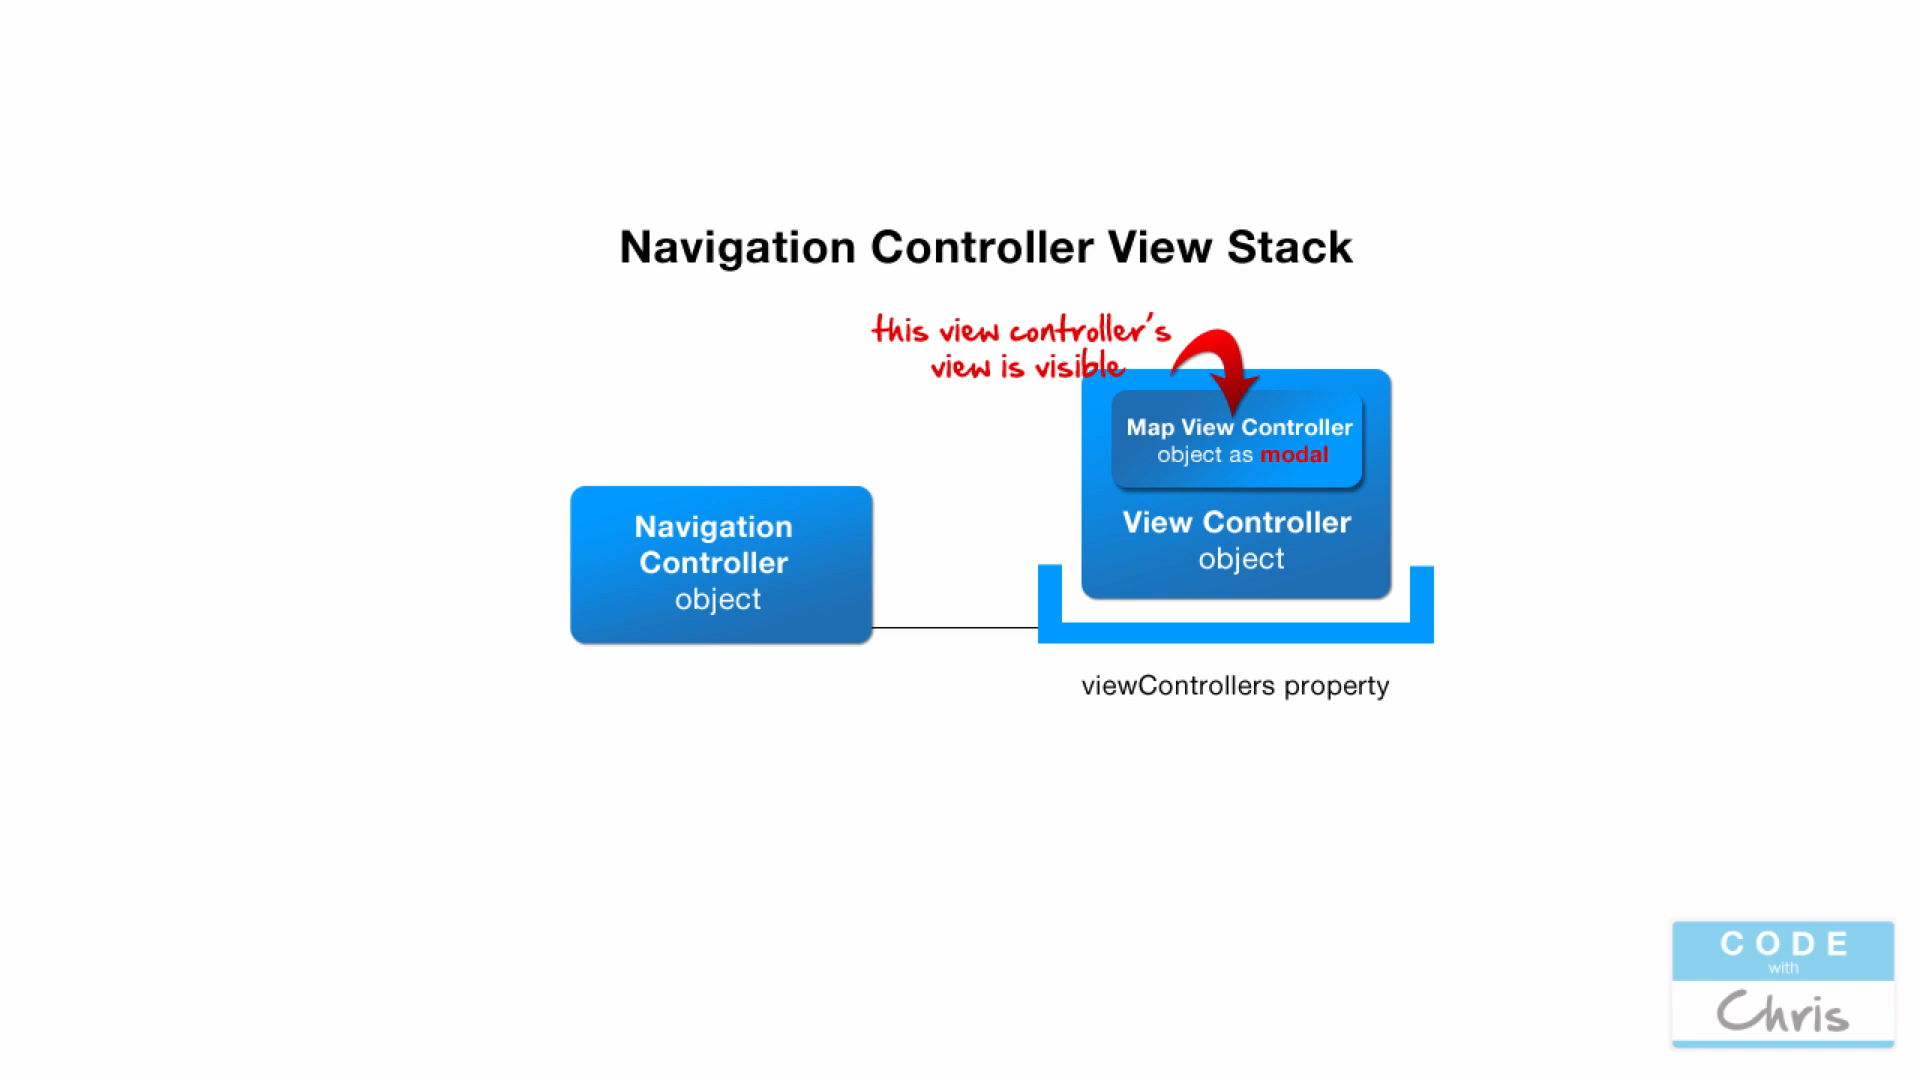 Navigation Controller View Stack
this view controller's
view is visible
Map View Controller
object as modal
View Controller
object
Navigation
Controller
object
viewControllers property
CODE
with
Chris